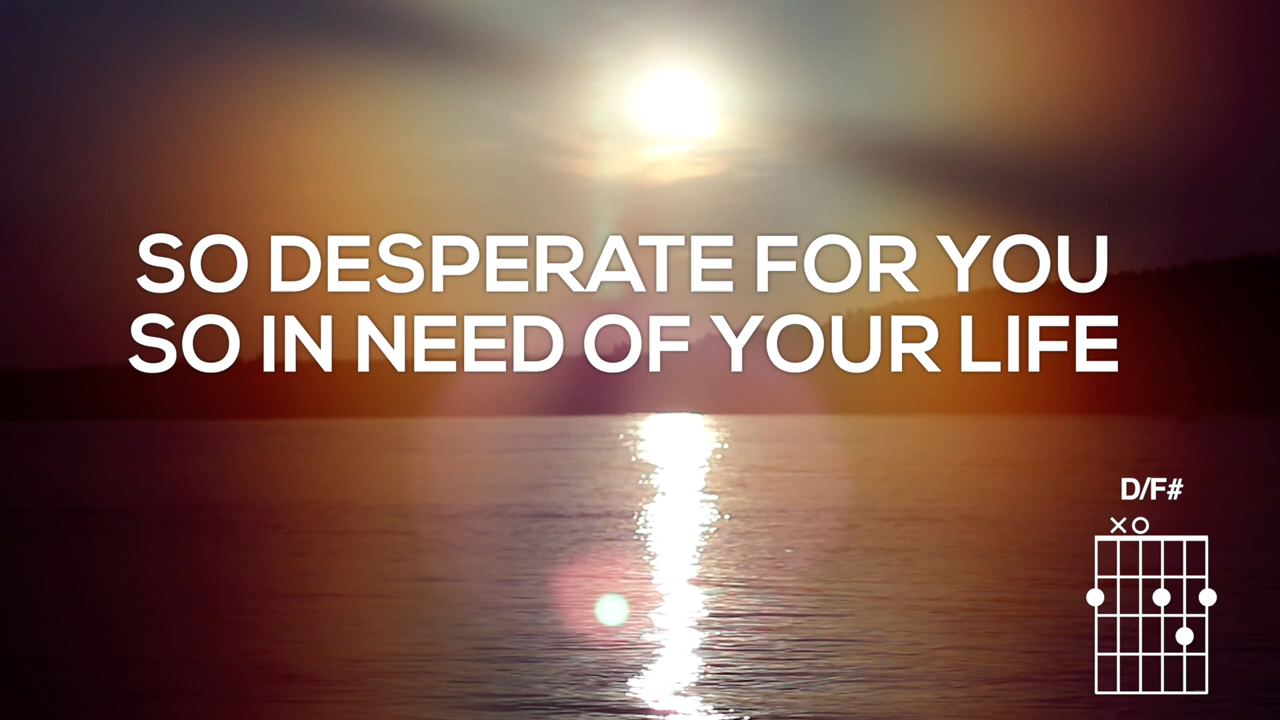 SO DESPERATE FOR YOU
SO IN NEED OF YOUR LIFE
D/F#
×○